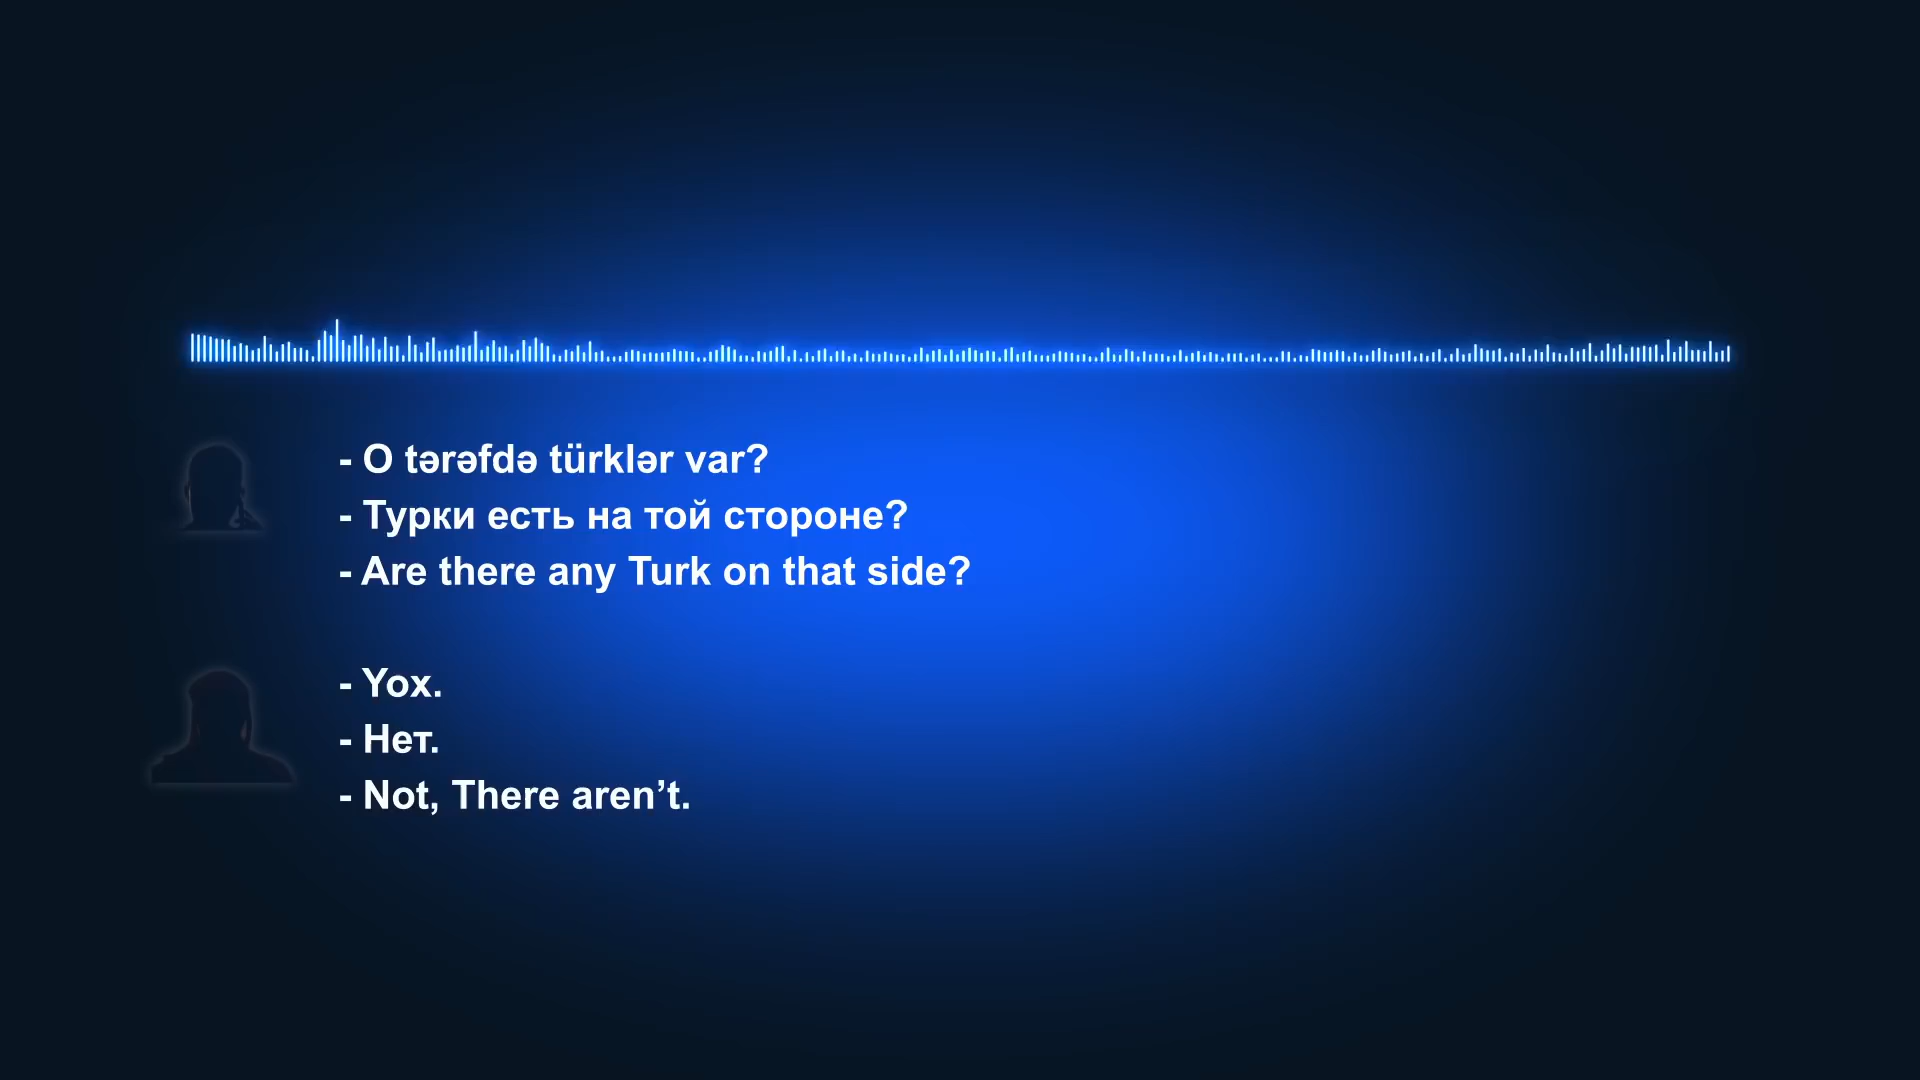 - O tərəfdə türklər var?
- Турки есть на той стороне?
- Are there any Turk on that side?
- Yox.
- Нет.
- Not, There aren’t.